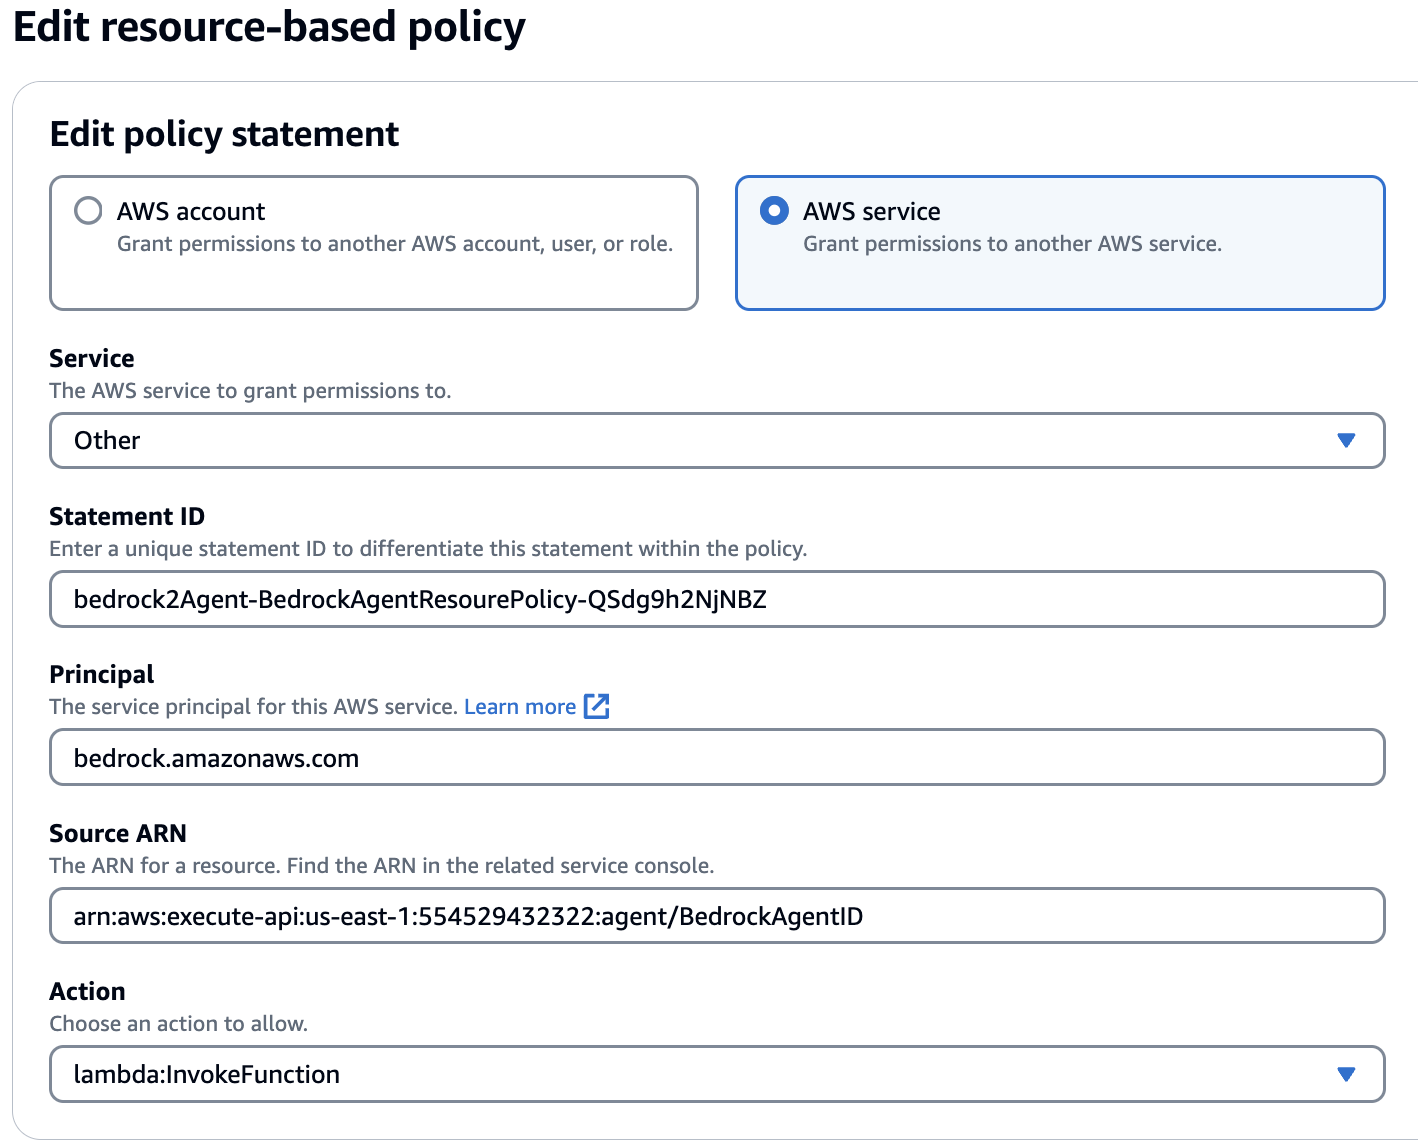 Edit resource-based policy
Edit policy statement
AWS account
Grant permissions to another AWS account, user, or role.
AWS service
Grant permissions to another AWS service.
Service
The AWS service to grant permissions to.
Other
Statement ID
Enter a unique statement ID to differentiate this statement within the policy.
bedrock2Agent-BedrockAgentResourePolicy-QSdg9h2NjNBZ
Principal
The service principal for this AWS service. Learn more
bedrock.amazonaws.com
Source ARN
The ARN for a resource. Find the ARN in the related service console.
arn:aws:execute-api:us-east-1:554529432322:agent/BedrockAgentID
Action
Choose an action to allow.
lambda:InvokeFunction